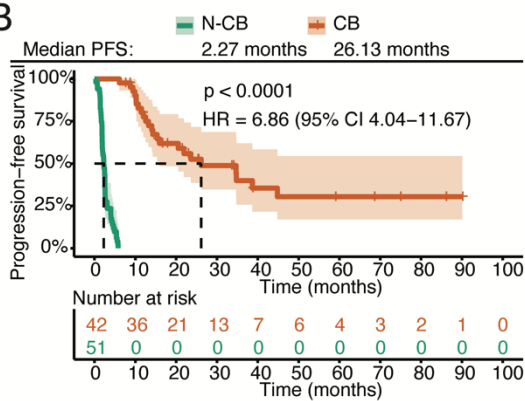 B
N-CB CB
Median PFS: 2.27 months 26.13 months
Progression−free survival
100%
75%
50%
25%
0%
p < 0.0001
HR = 6.86 (95% CI 4.04−11.67)
0 10 20 30 40 50 60 70 80 90 100
Time (months)
Number at risk
42 36 21 13 7 6 4 3 2 1 0
51 0 0 0 0 0 0 0 0 0 0
0 10 20 30 40 50 60 70 80 90 100
Time (months)